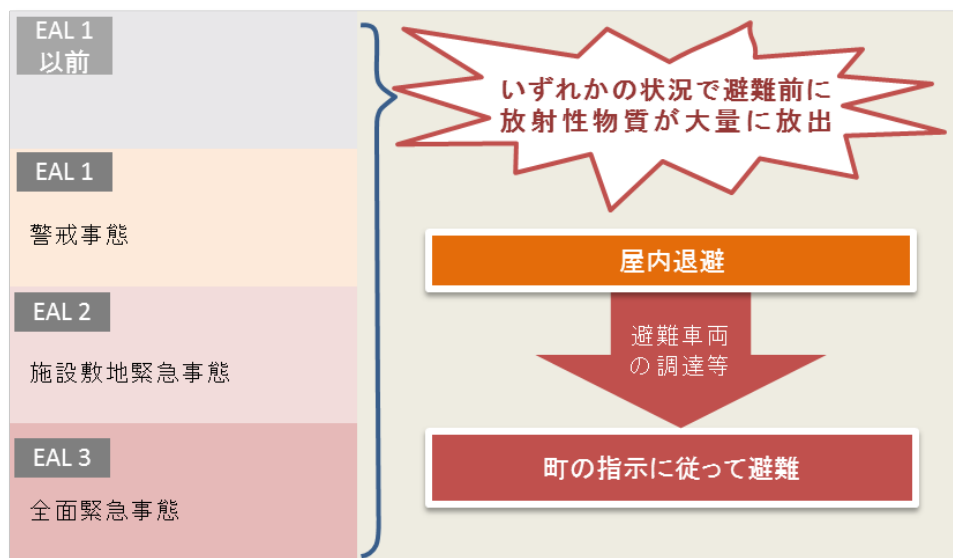 EAL 1
以前
EAL 1
警戒事態
EAL 2
施設敷地緊急事態
EAL 3
全面緊急事態
いずれかの状況で避難前に
放射性物質が大量に放出
屋内退避
避難車両
の調達等
町の指示に従って避難